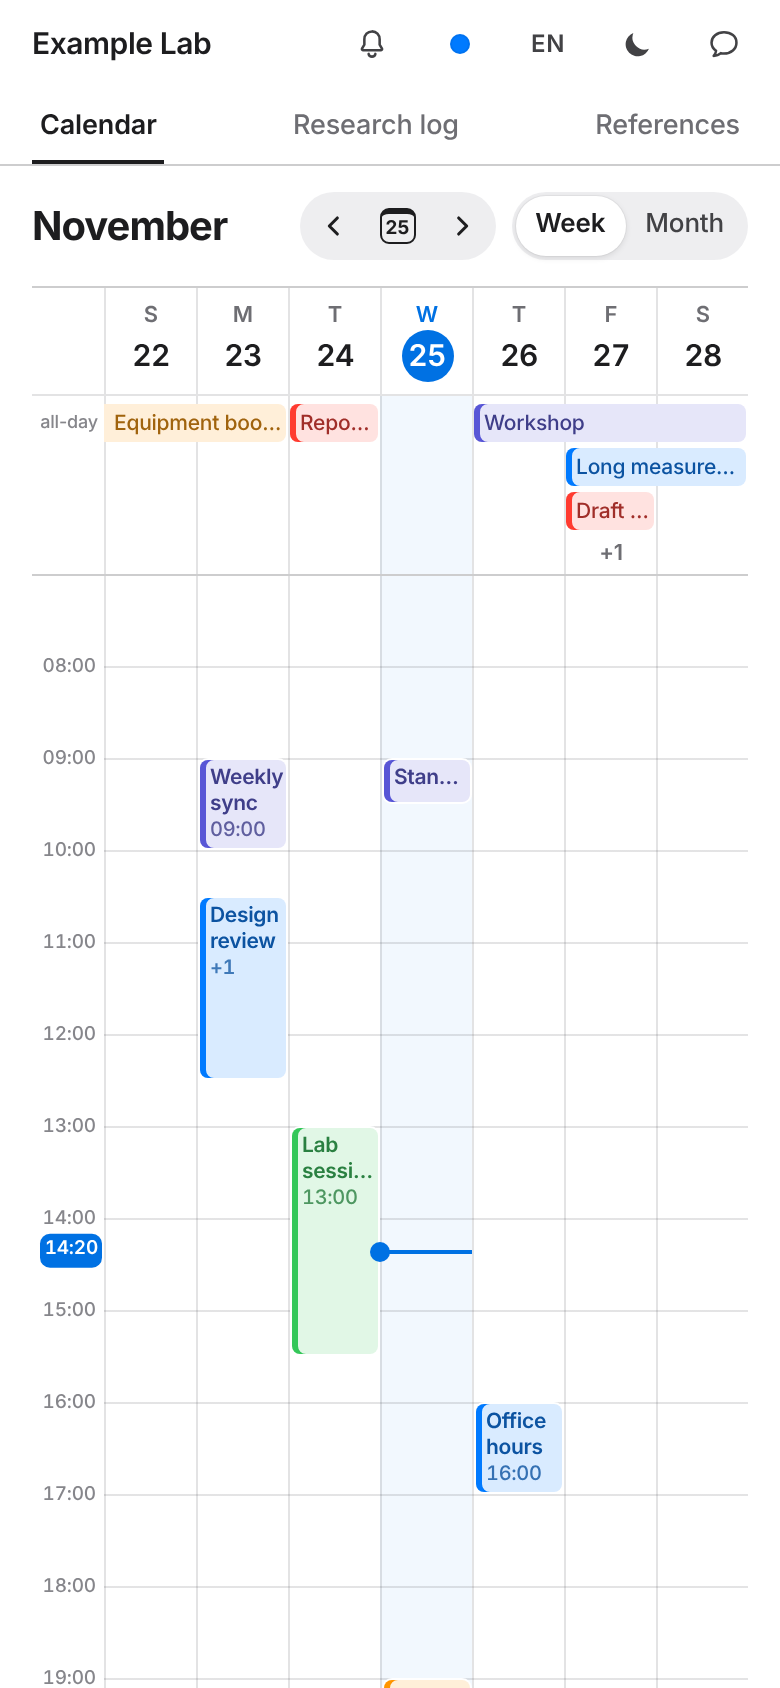 Example Lab
EN
Calendar
Research log
References
November
25
Week
Month
S
M
T
W
T
F
S
22
23
24
25
26
27
28
all-day
Equipment boo...
Repo...
Workshop
Long measure...
Draft ...
+1
08:00
09:00
Weekly
sync
09:00
Stan...
10:00
Design
review
+1
11:00
12:00
13:00
Lab
sessi...
13:00
14:00
14:20
15:00
16:00
Office
hours
16:00
17:00
18:00
19:00